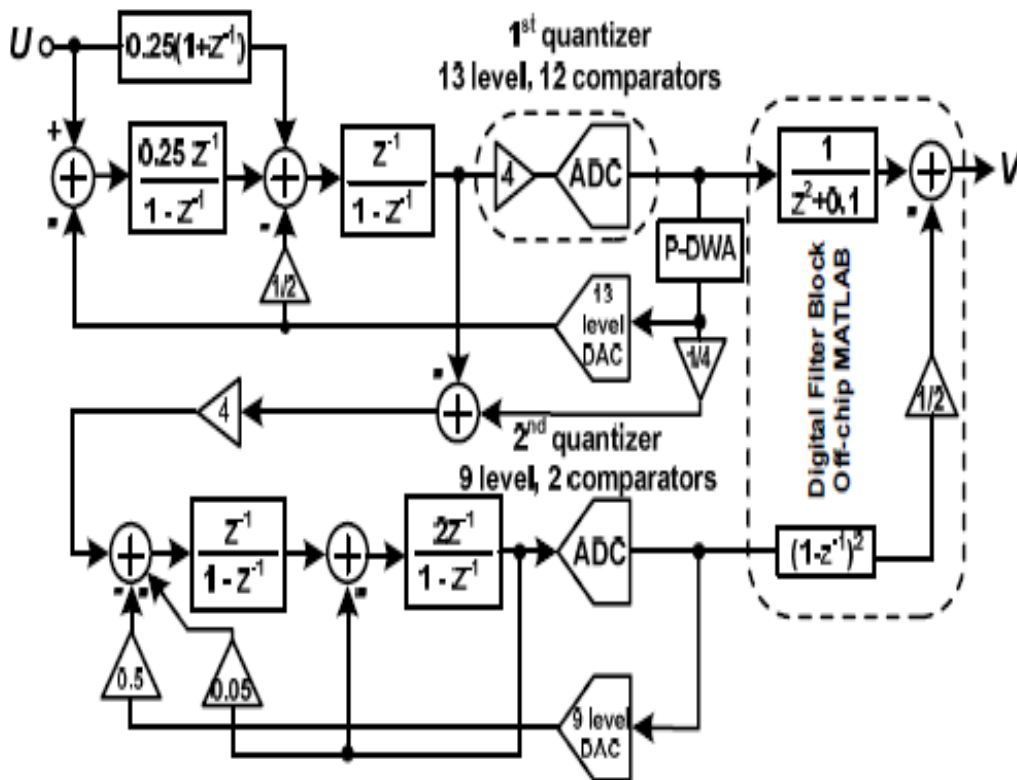 U
0.25(1+Z⁻¹)
1ˢᵗ quantizer
13 level, 12 comparators
+
0.25 Z⁻¹
1 - Z⁻¹
Z⁻¹
1 - Z⁻¹
4
ADC
1
z²+0.1
V
+
+
+
-
-
-
P-DWA
1/2
13
level
DAC
1/4
Digital Filter Block
Off-chip MATLAB
-
4
+
1/2
2ⁿᵈ quantizer
9 level, 2 comparators
+
Z⁻¹
1 - Z⁻¹
+
2Z⁻¹
1 - Z⁻¹
ADC
(1-z⁻¹)²
-
-
-
0.5
0.05
9 level
DAC